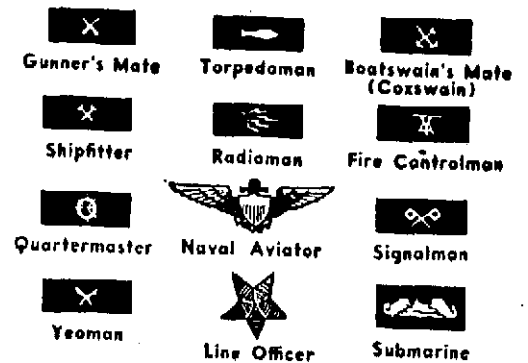 Gunner's Mate
Torpedoman
Boatswain's Mate
(Coxswain)
Shipfitter
Radioman
Fire Controlman
Quartermaster
Naval Aviator
Signalman
Yeoman
Line Officer
Submarine